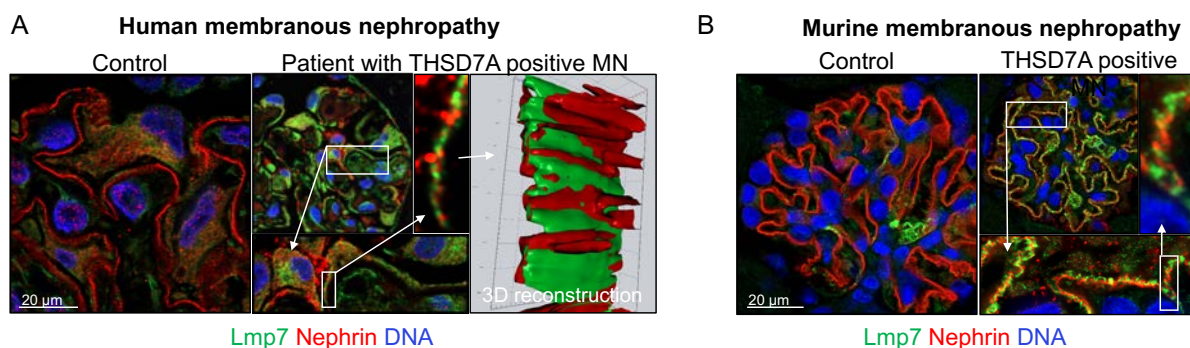 A
Human membranous nephropathy
Control
Patient with THSD7A positive MN
20 µm
3D reconstruction
Lmp7 Nephrin DNA
B
Murine membranous nephropathy
Control
THSD7A positive
MN
20 µm
Lmp7 Nephrin DNA